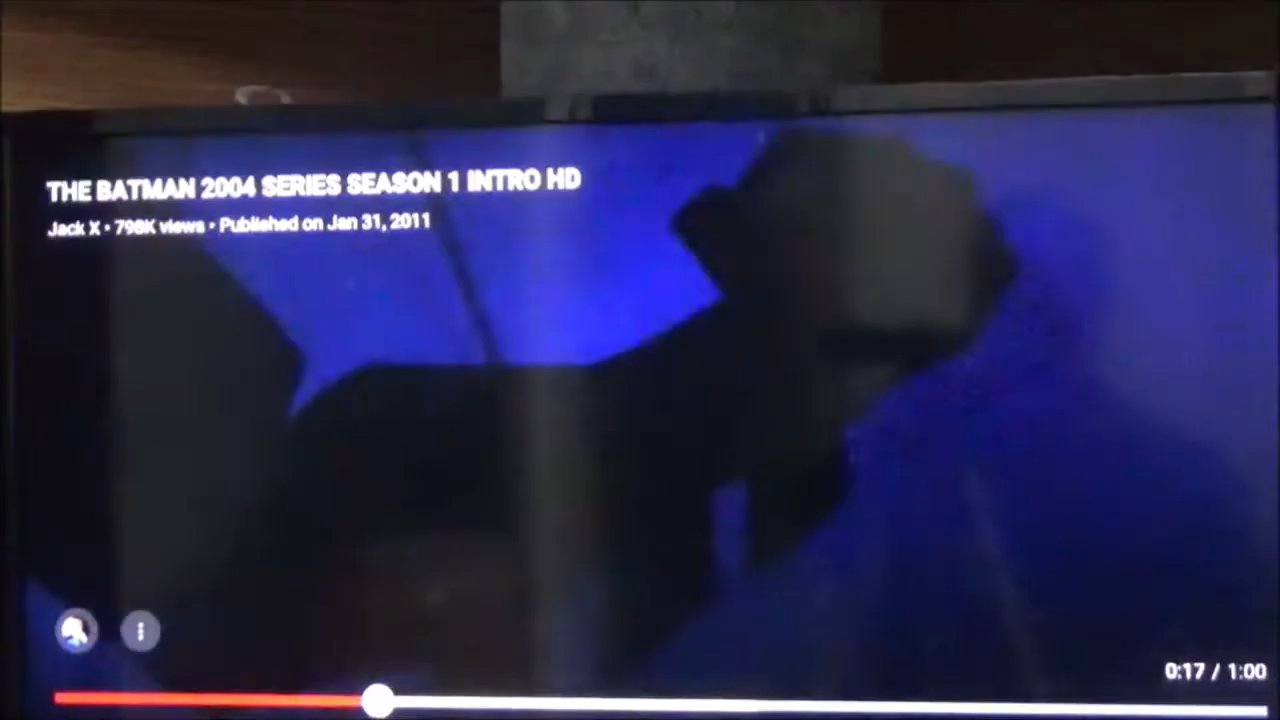 THE BATMAN 2004 SERIES SEASON 1 INTRO HD
Jack X • 798K views • Published on Jan 31, 2011
0:17 / 1:00